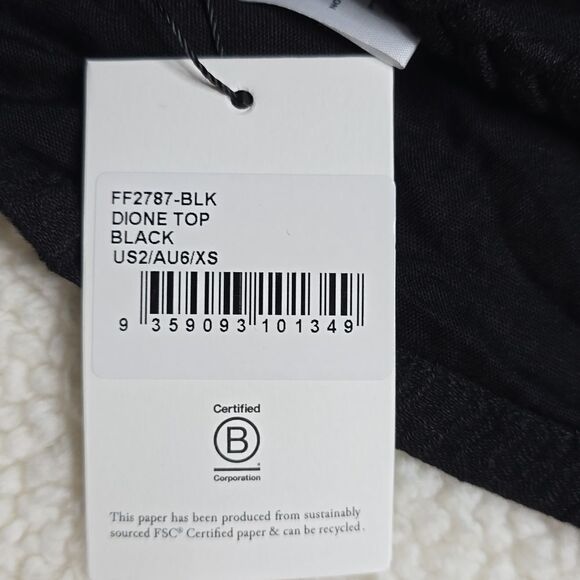 FF2787-BLK
DIONE TOP
BLACK
US2/AU6/XS
9 359093 101349
Certified
B
Corporation
This paper has been produced from sustainably
sourced FSC® Certified paper & can be recycled.